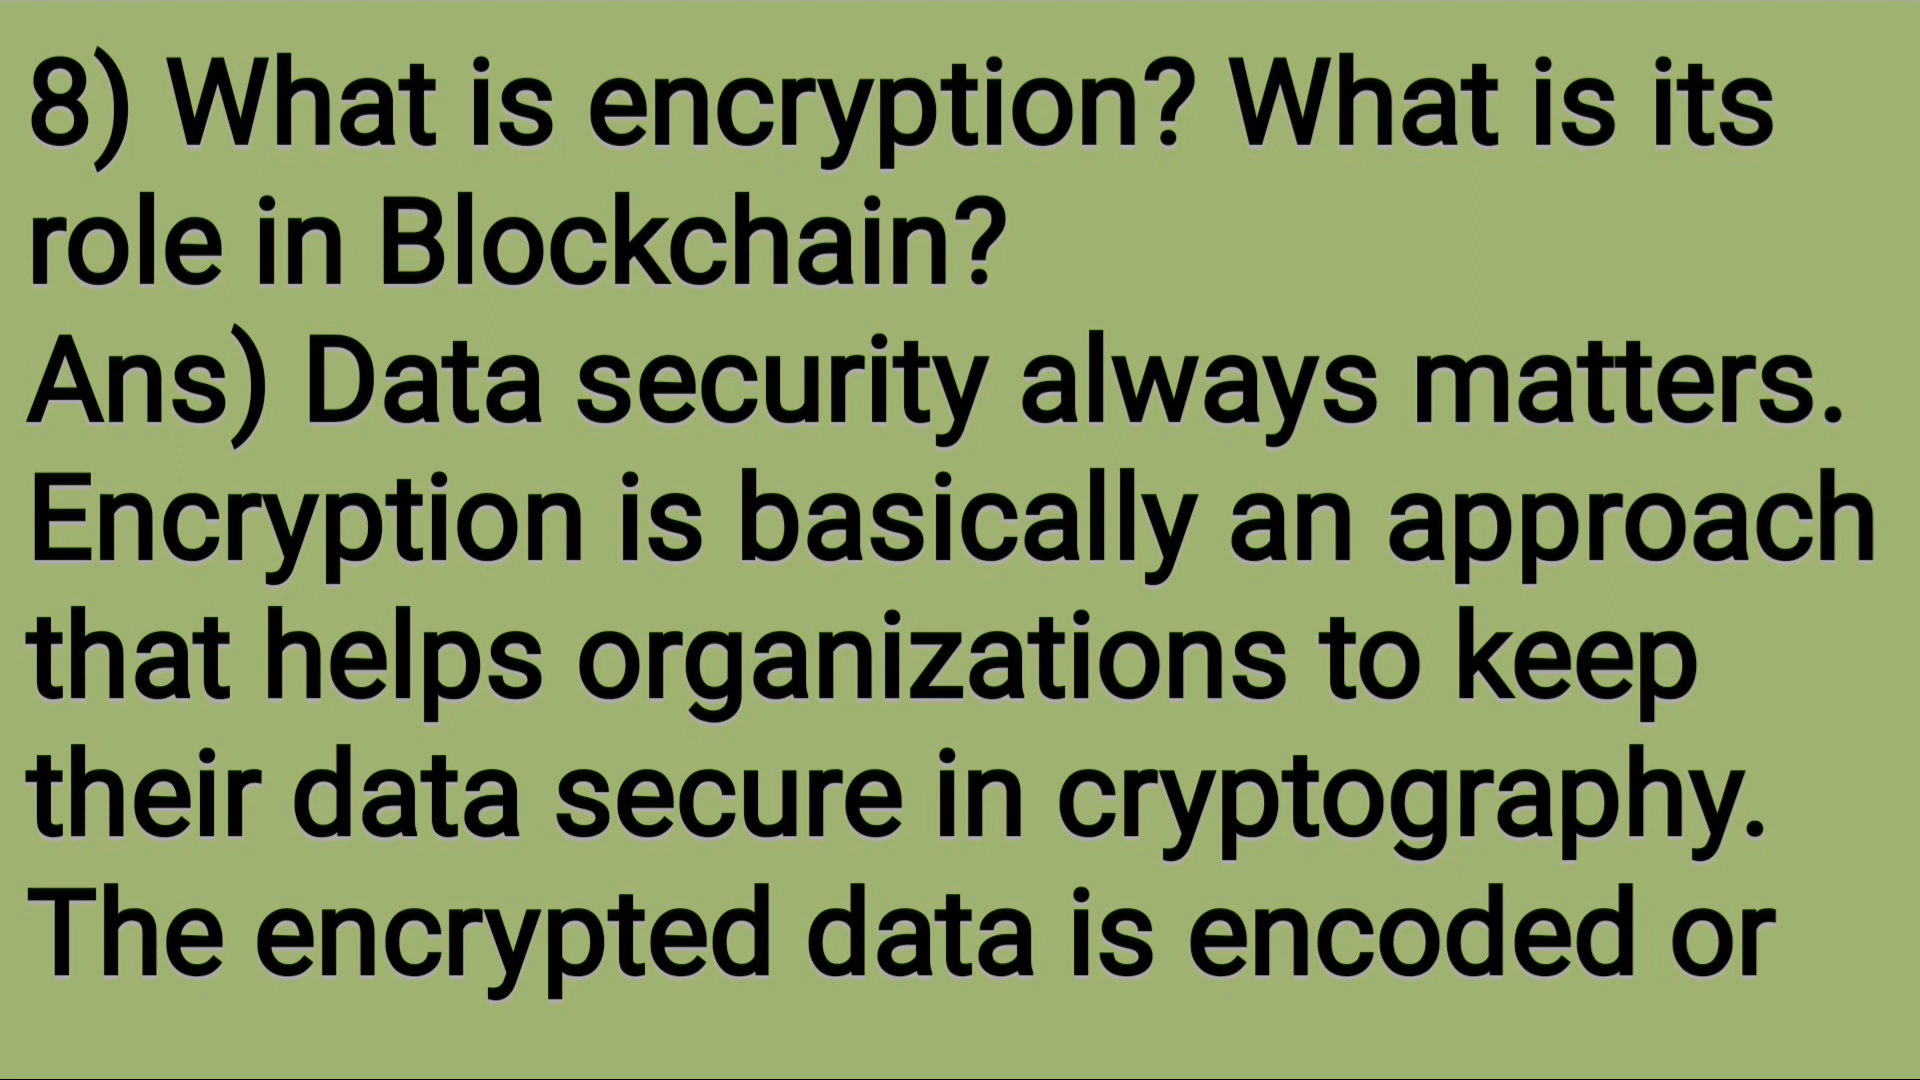 8) What is encryption? What is its
role in Blockchain?
Ans) Data security always matters.
Encryption is basically an approach
that helps organizations to keep
their data secure in cryptography.
The encrypted data is encoded or